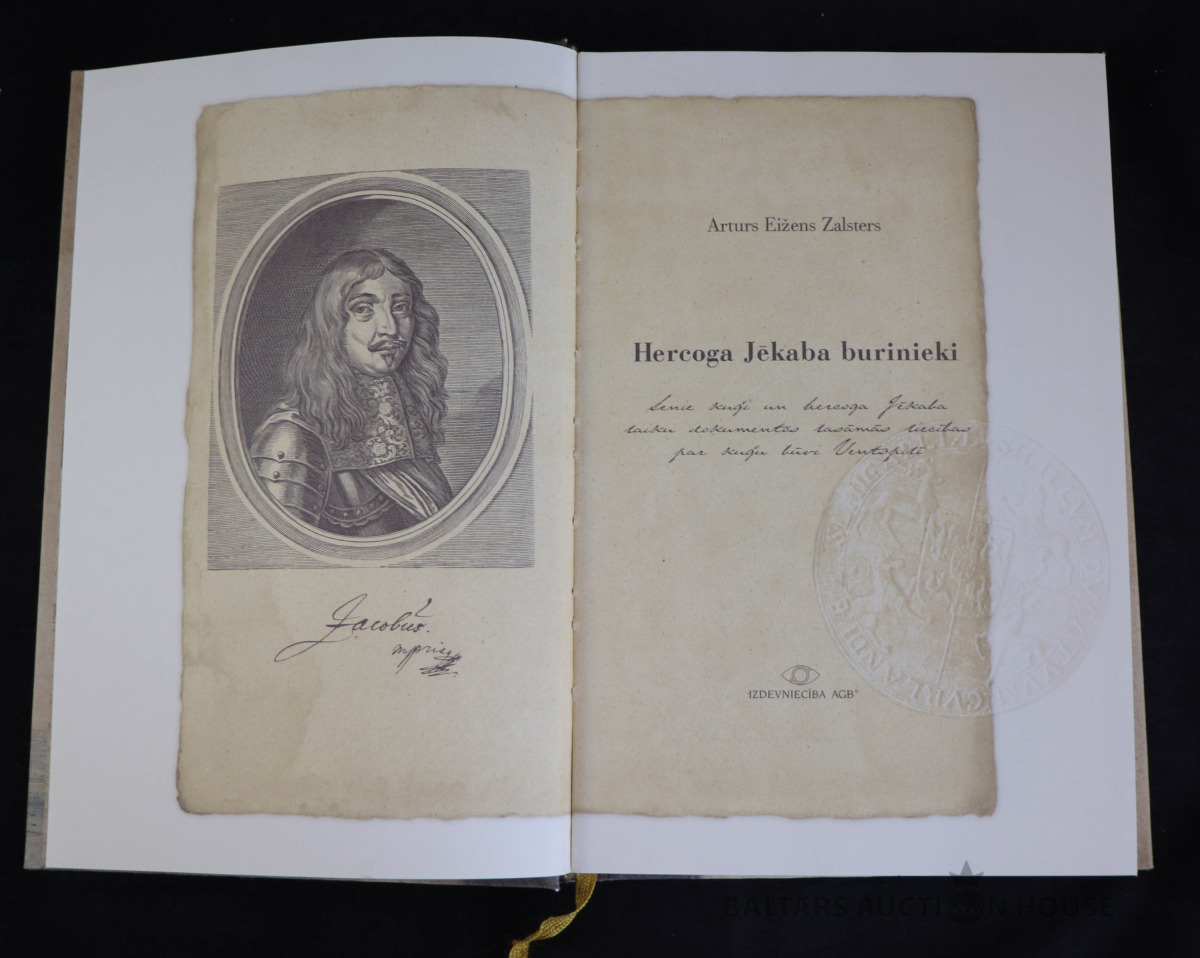 Jacobus.
Arturs Eižens Zalsters
Hercoga Jēkaba burinieki
Senie kuģi un hercoga Jēkaba
laiku dokumentos lasāmās liecības
par kuģu būvi Ventspilī
IZDEVNIECĪBA AGB
BALTARS AUCTION HOUSE